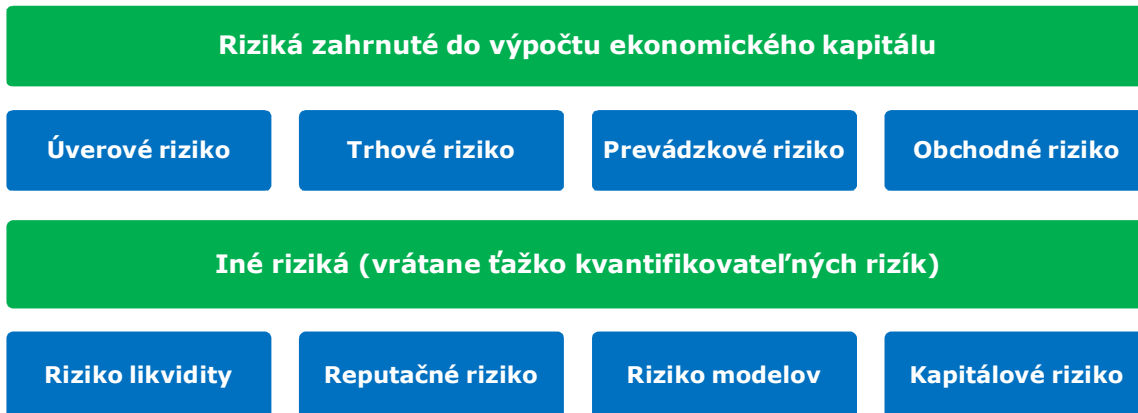 Riziká zahrnuté do výpočtu ekonomického kapitálu
Úverové riziko
Trhové riziko
Prevádzkové riziko
Obchodné riziko
Iné riziká (vrátane ťažko kvantifikovateľných rizík)
Riziko likvidity
Reputačné riziko
Riziko modelov
Kapitálové riziko